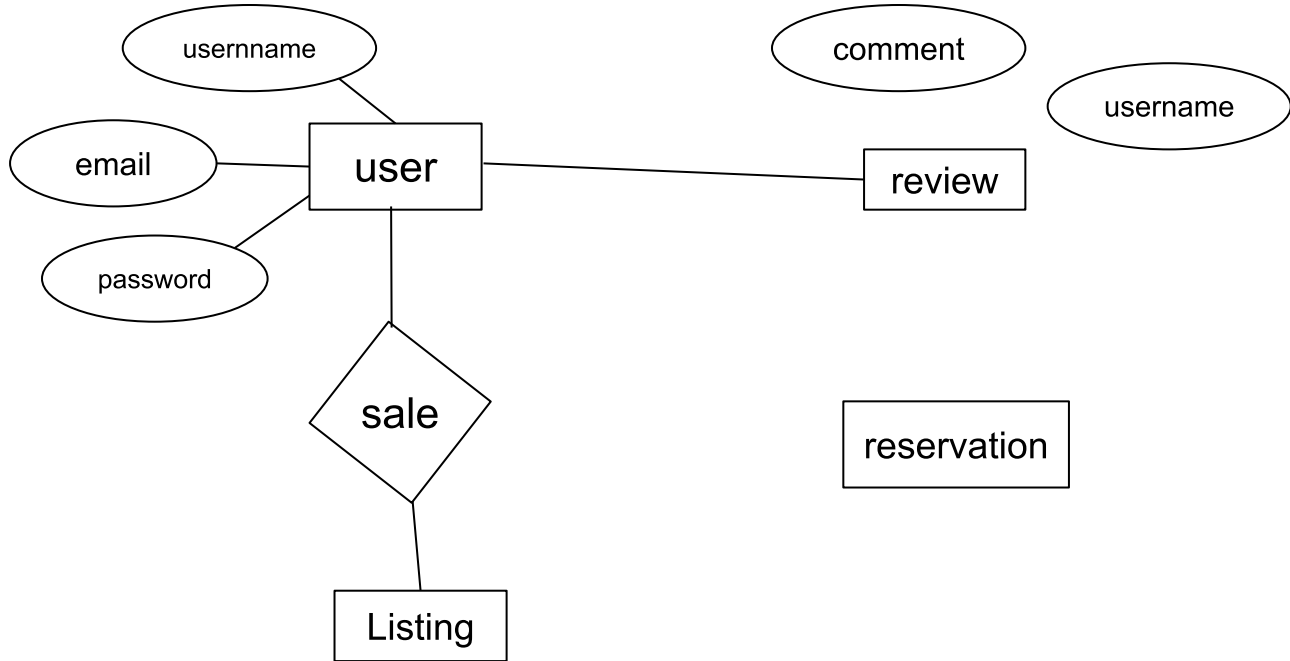 usernname
comment
username
email
user
review
password
sale
reservation
Listing